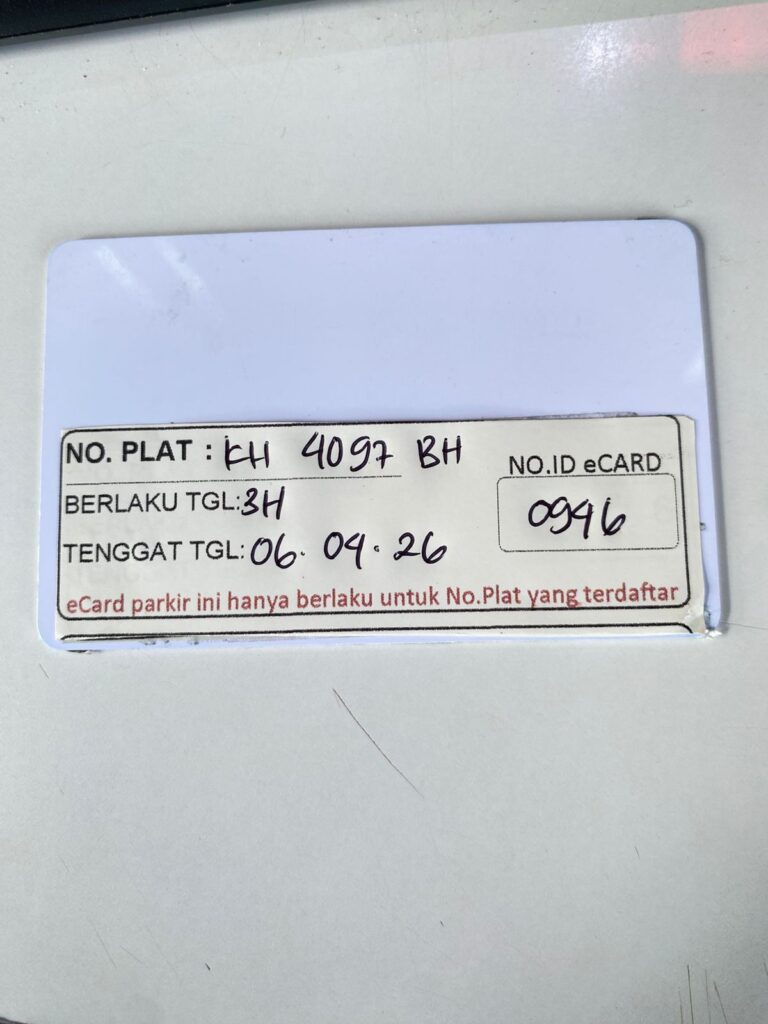 NO. PLAT : KH 4097 BH
NO.ID eCARD
BERLAKU TGL: 3H
0946
TENGGAT TGL: 06. 04. 26
eCard parkir ini hanya berlaku untuk No.Plat yang terdaftar